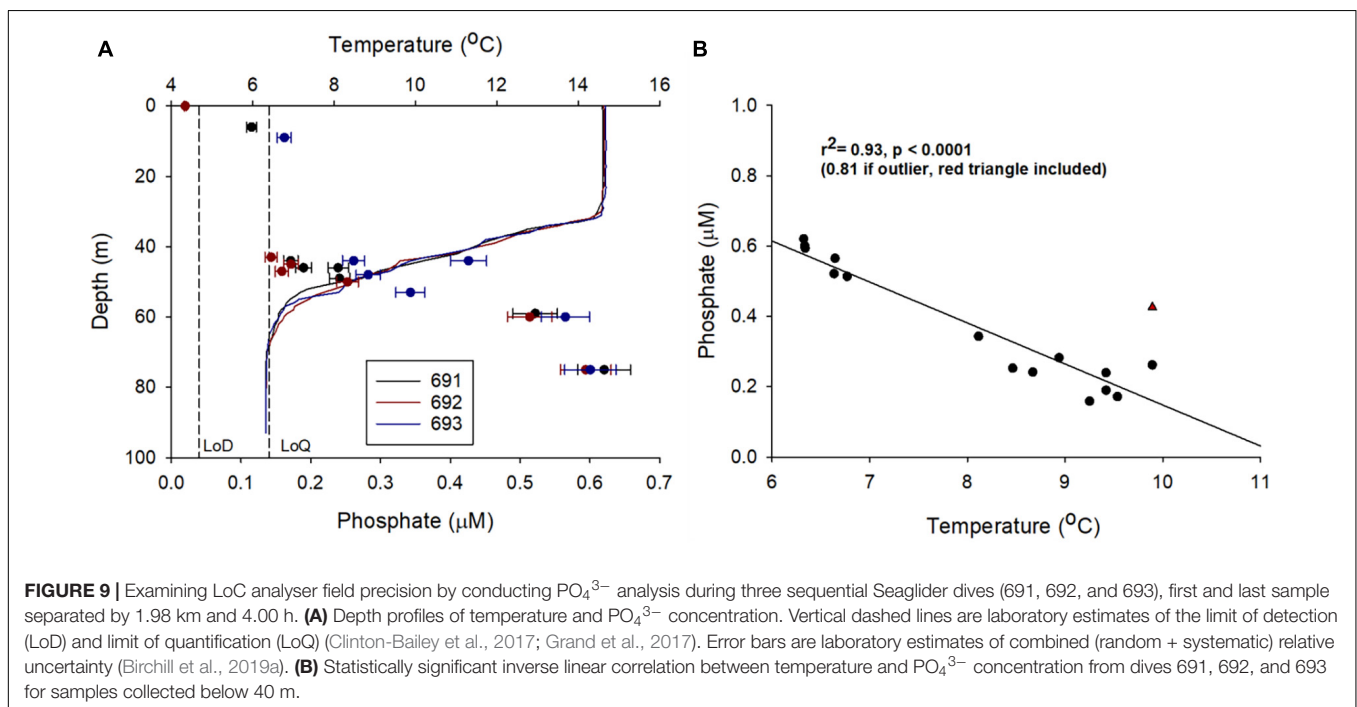 A
Temperature (°C)
4 6 8 10 12 14 16
0
20
40
60
80
100
Depth (m)
LoD LoQ
691
692
693
0.0 0.1 0.2 0.3 0.4 0.5 0.6 0.7
Phosphate (μM)
B
1.0
0.8
0.6
0.4
0.2
0.0
Phosphate (μM)
r²= 0.93, p < 0.0001
(0.81 if outlier, red triangle included)
6 7 8 9 10 11
Temperature (°C)
FIGURE 9 | Examining LoC analyser field precision by conducting PO₄³⁻ analysis during three sequential Seaglider dives (691, 692, and 693), first and last sample
separated by 1.98 km and 4.00 h. (A) Depth profiles of temperature and PO₄³⁻ concentration. Vertical dashed lines are laboratory estimates of the limit of detection
(LoD) and limit of quantification (LoQ) (Clinton-Bailey et al., 2017; Grand et al., 2017). Error bars are laboratory estimates of combined (random + systematic) relative
uncertainty (Birchill et al., 2019a). (B) Statistically significant inverse linear correlation between temperature and PO₄³⁻ concentration from dives 691, 692, and 693
for samples collected below 40 m.